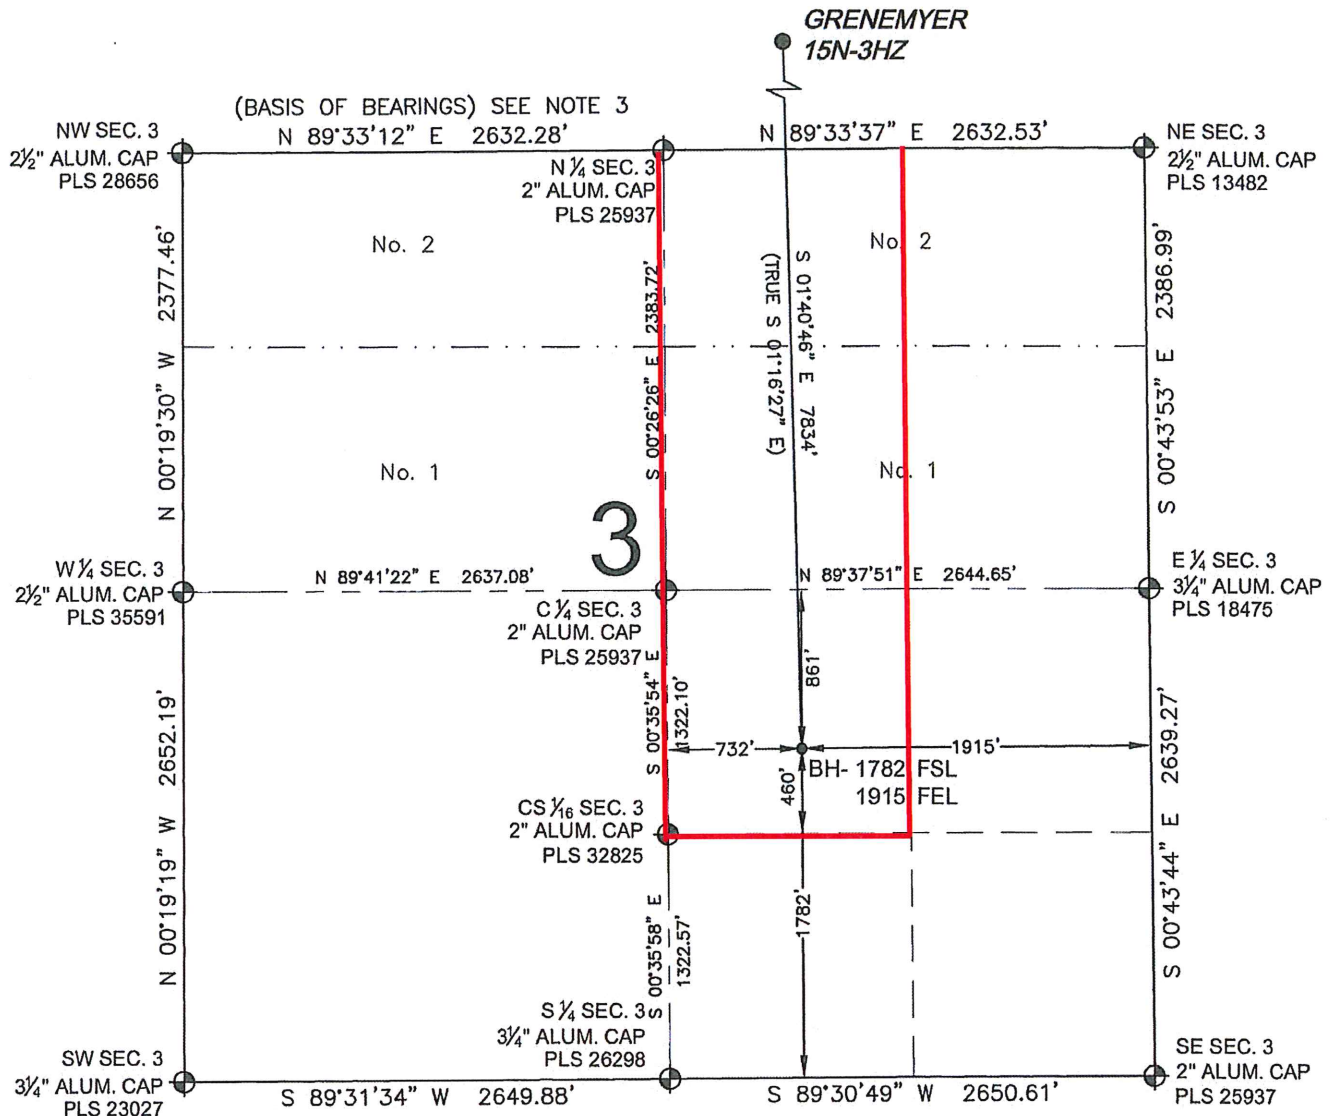 GRENEMYER
15N-3HZ
(BASIS OF BEARINGS) SEE NOTE 3
N 89°33'12" E 2632.28'
N 89°33'37" E 2632.53'
NW SEC. 3
2½" ALUM. CAP
PLS 28656
N ¼ SEC. 3
2" ALUM. CAP
PLS 25937
NE SEC. 3
2½" ALUM. CAP
PLS 13482
No. 2
No. 2
N 00°19'30" W 2377.46'
S 00°26'26" E 2383.72'
S 01°40'46" E 7834'
(TRUE S 01°16'27" E)
S 00°43'53" E 2386.99'
No. 1
No. 1
3
W ¼ SEC. 3
2½" ALUM. CAP
PLS 35591
N 89°41'22" E 2637.08'
N 89°37'51" E 2644.65'
E ¼ SEC. 3
3¼" ALUM. CAP
PLS 18475
C ¼ SEC. 3
2" ALUM. CAP
PLS 25937
N 00°19'19" W 2652.19'
S 00°35'54" E
1322.10'
861'
732'
1915'
460'
BH- 1782 FSL
1915 FEL
S 00°43'44" E 2639.27'
CS 1/16 SEC. 3
2" ALUM. CAP
PLS 32825
S 00°35'58" E
1322.57'
1782'
S ¼ SEC. 3
3¼" ALUM. CAP
PLS 26298
SW SEC. 3
3¼" ALUM. CAP
PLS 23027
S 89°31'34" W 2649.88'
S 89°30'49" W 2650.61'
SE SEC. 3
2" ALUM. CAP
PLS 25937